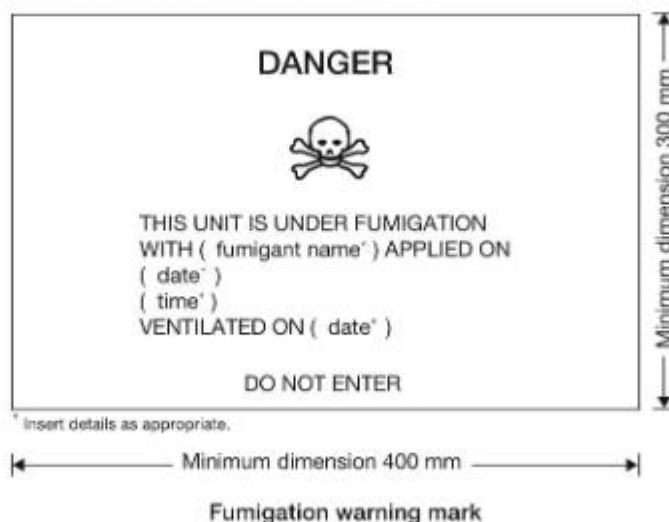 DANGER
THIS UNIT IS UNDER FUMIGATION
WITH ( fumigant name* ) APPLIED ON
( date* )
( time* )
VENTILATED ON ( date* )
DO NOT ENTER
* Insert details as appropriate.
Minimum dimension 300 mm
Minimum dimension 400 mm
Fumigation warning mark